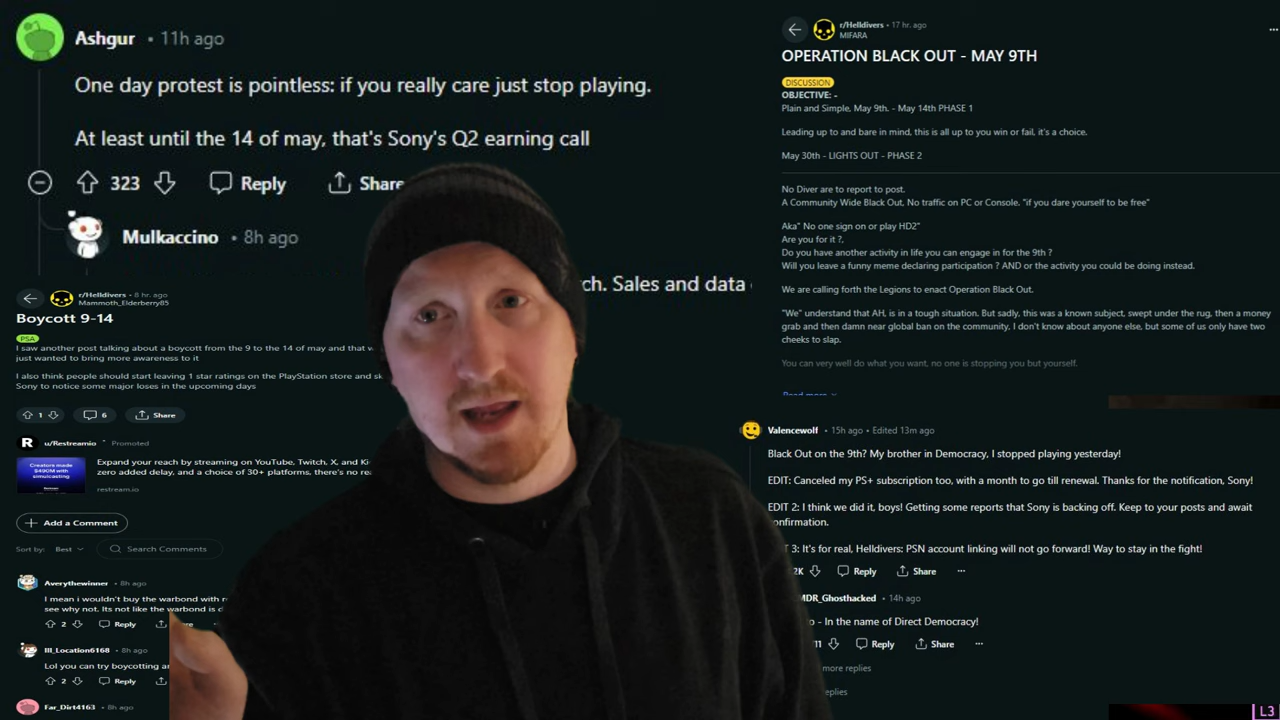 Ashgur • 11h ago
One day protest is pointless: if you really care just stop playing.
At least until the 14 of may, that's Sony's Q2 earning call
323 Reply Share
Mulkaccino • 8h ago
ch. Sales and data
r/Helldivers • 8 hr. ago
Mammoth_Elderberry85
Boycott 9-14
PSA
I saw another post talking about a boycott from the 9 to the 14 of may and that
just wanted to bring more awareness to it
I also think people should start leaving 1 star ratings on the PlayStation store and
Sony to notice some major loses in the upcoming days
1 6 Share
R u/Restreamio • Promoted
Creators made
$490M with
simulcasting
Expand your reach by streaming on YouTube, Twitch, X, and
zero added delay, and a choice of 30+ platforms, there's no
restream.io
+ Add a Comment
Sort by: Best Search Comments
Averythewinner • 8h ago
I mean i wouldn't buy the warbond with
see why not. Its not like the warbond is
2 Reply
Ill_Location6168 • 8h ago
Lol you can try boycotting
2 Reply
Far_Dirt4163 • 8h ago
r/Helldivers • 17 hr. ago
MIFARA
OPERATION BLACK OUT - MAY 9TH
DISCUSSION
OBJECTIVE: -
Plain and Simple, May 9th. - May 14th PHASE 1
Leading up to and bare in mind, this is all up to you win or fail, it's a choice.
May 30th - LIGHTS OUT - PHASE 2
No Diver are to report to post.
A Community Wide Black Out, No traffic on PC or Console. "if you dare yourself to be free"
Aka" No one sign on or play HD2"
Are you for it ?,
Do you have another activity in life you can engage in for the 9th ?
Will you leave a funny meme declaring participation ? AND or the activity you could be doing instead.
We are calling forth the Legions to enact Operation Black Out.
"We" understand that AH, is in a tough situation. But sadly, this was a known subject, swept under the rug, then a money
grab and then damn near global ban on the community. I don't know about anyone else, but some of us only have two
cheeks to slap.
You can very well do what you want, no one is stopping you but yourself.
Read more
Valencewolf • 15h ago • Edited 13m ago
Black Out on the 9th? My brother in Democracy, I stopped playing yesterday!
EDIT: Canceled my PS+ subscription too, with a month to go till renewal. Thanks for the notification, Sony!
EDIT 2: I think we did it, boys! Getting some reports that Sony is backing off. Keep to your posts and await
onfirmation.
T 3: It's for real, Helldivers: PSN account linking will not go forward! Way to stay in the fight!
2K Reply Share ...
MDR_Ghosthacked • 14h ago
- In the name of Direct Democracy!
11 Reply Share ...
more replies
eplies
L3